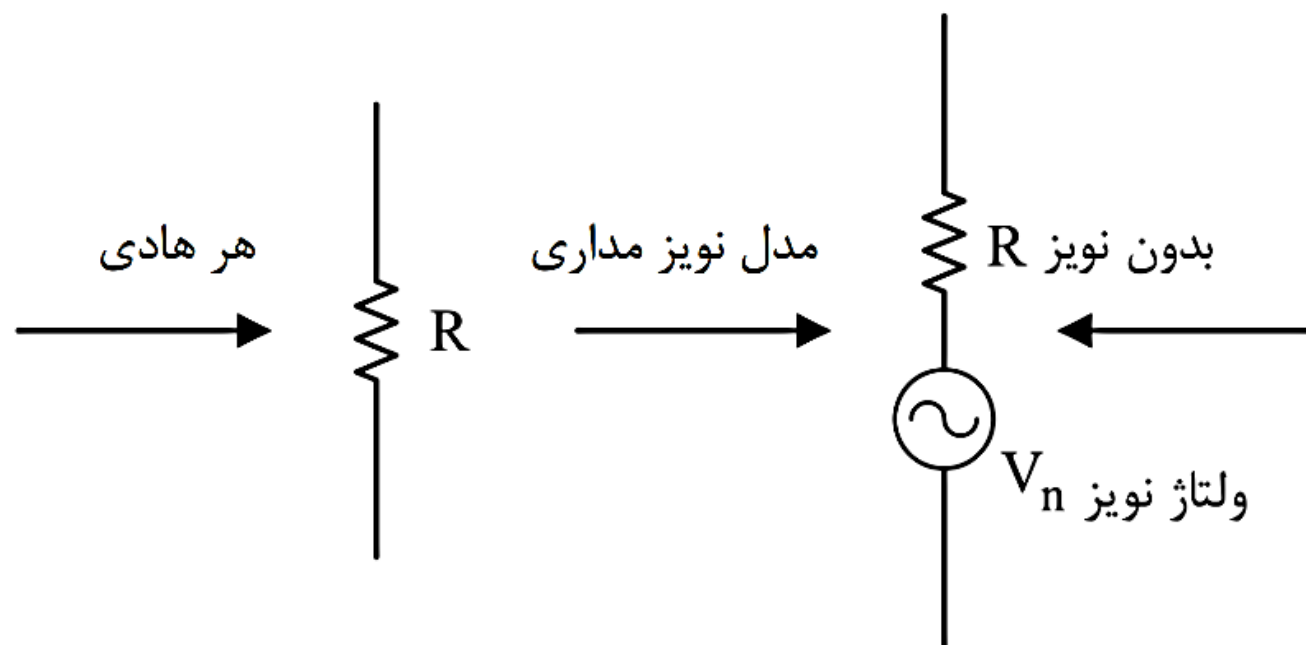 هر هادی
R
مدل نویز مداری
R بدون نویز
Vn ولتاژ نویز